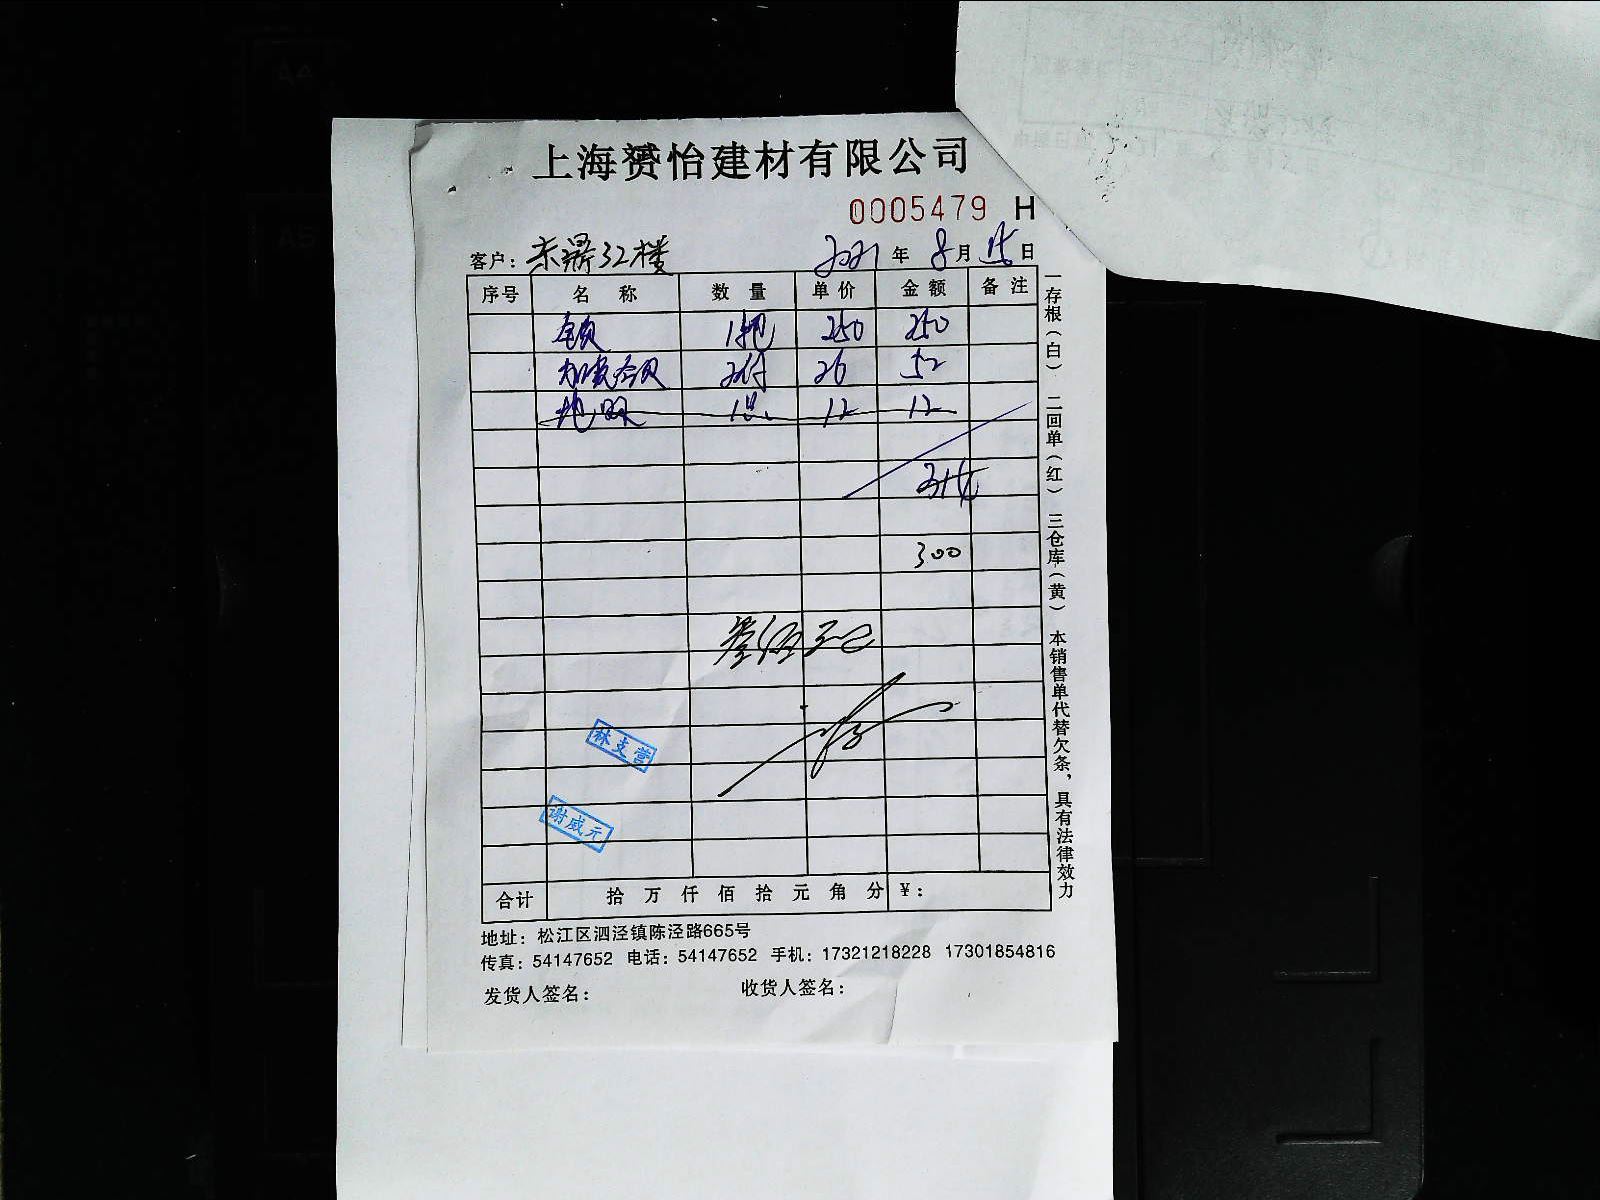 上海赟怡建材有限公司
0005479 H
客户: 32楼 2021 年 8 月 15 日
序号 名 称 数 量 单价 金额 备注
1把 250 250
2付 26 52
地 1 12 12
300
林支营
谢威元
合计 拾 万 仟 佰 拾 元 角 分 ¥:
地址: 松江区泗泾镇陈泾路665号
传真: 54147652 电话: 54147652 手机: 17321218228 17301854816
发货人签名: 收货人签名:
一存根(白) 二回单(红) 三仓库(黄) 本销售单代替欠条,具有法律效力